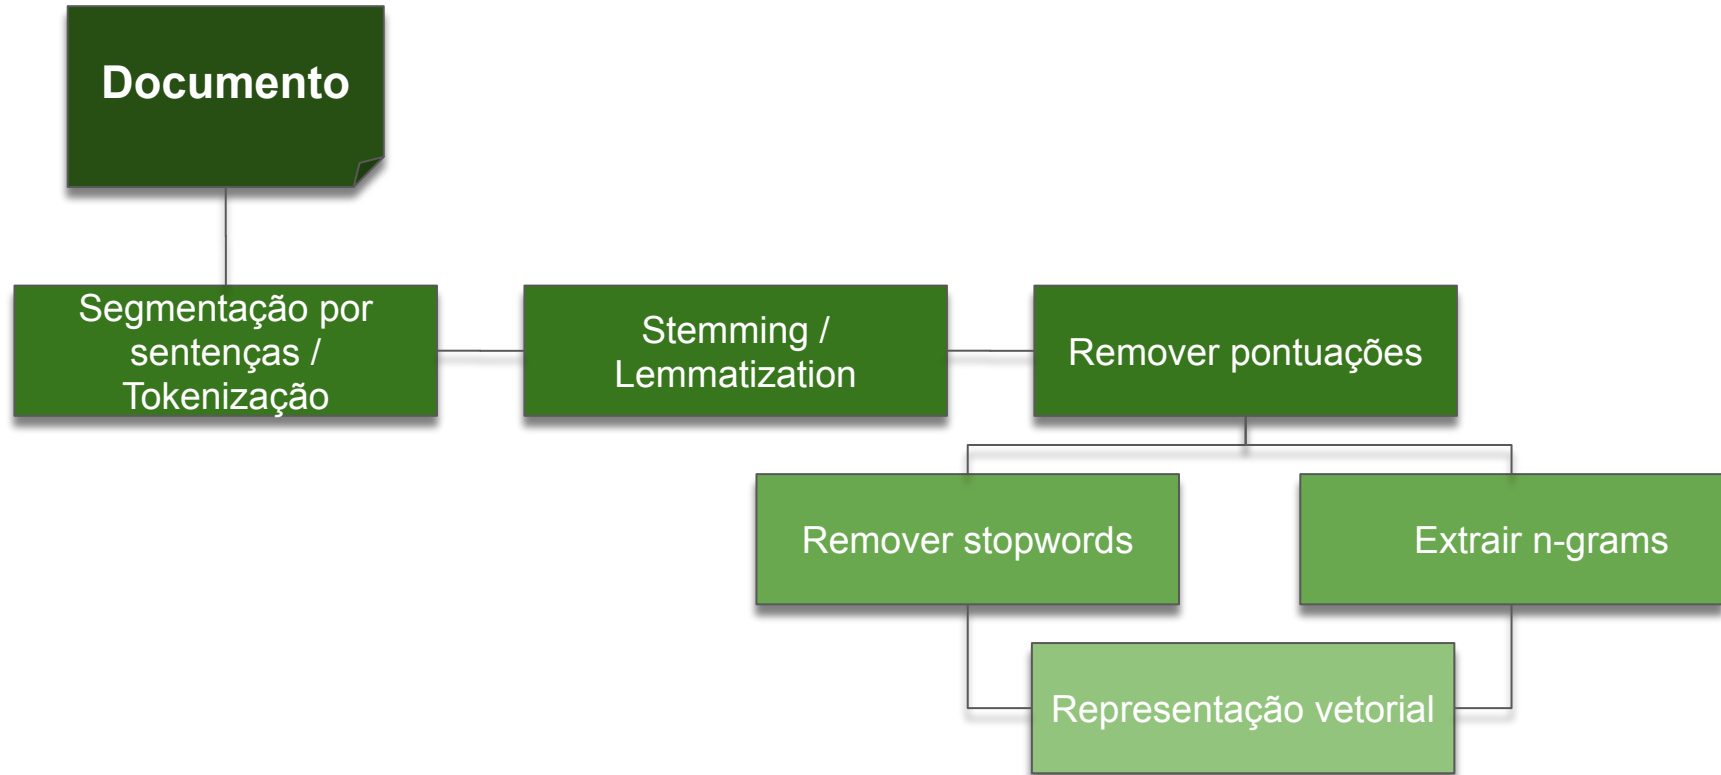 Documento
Segmentação por
sentenças /
Tokenização
Stemming /
Lemmatization
Remover pontuações
Remover stopwords
Extrair n-grams
Representação vetorial